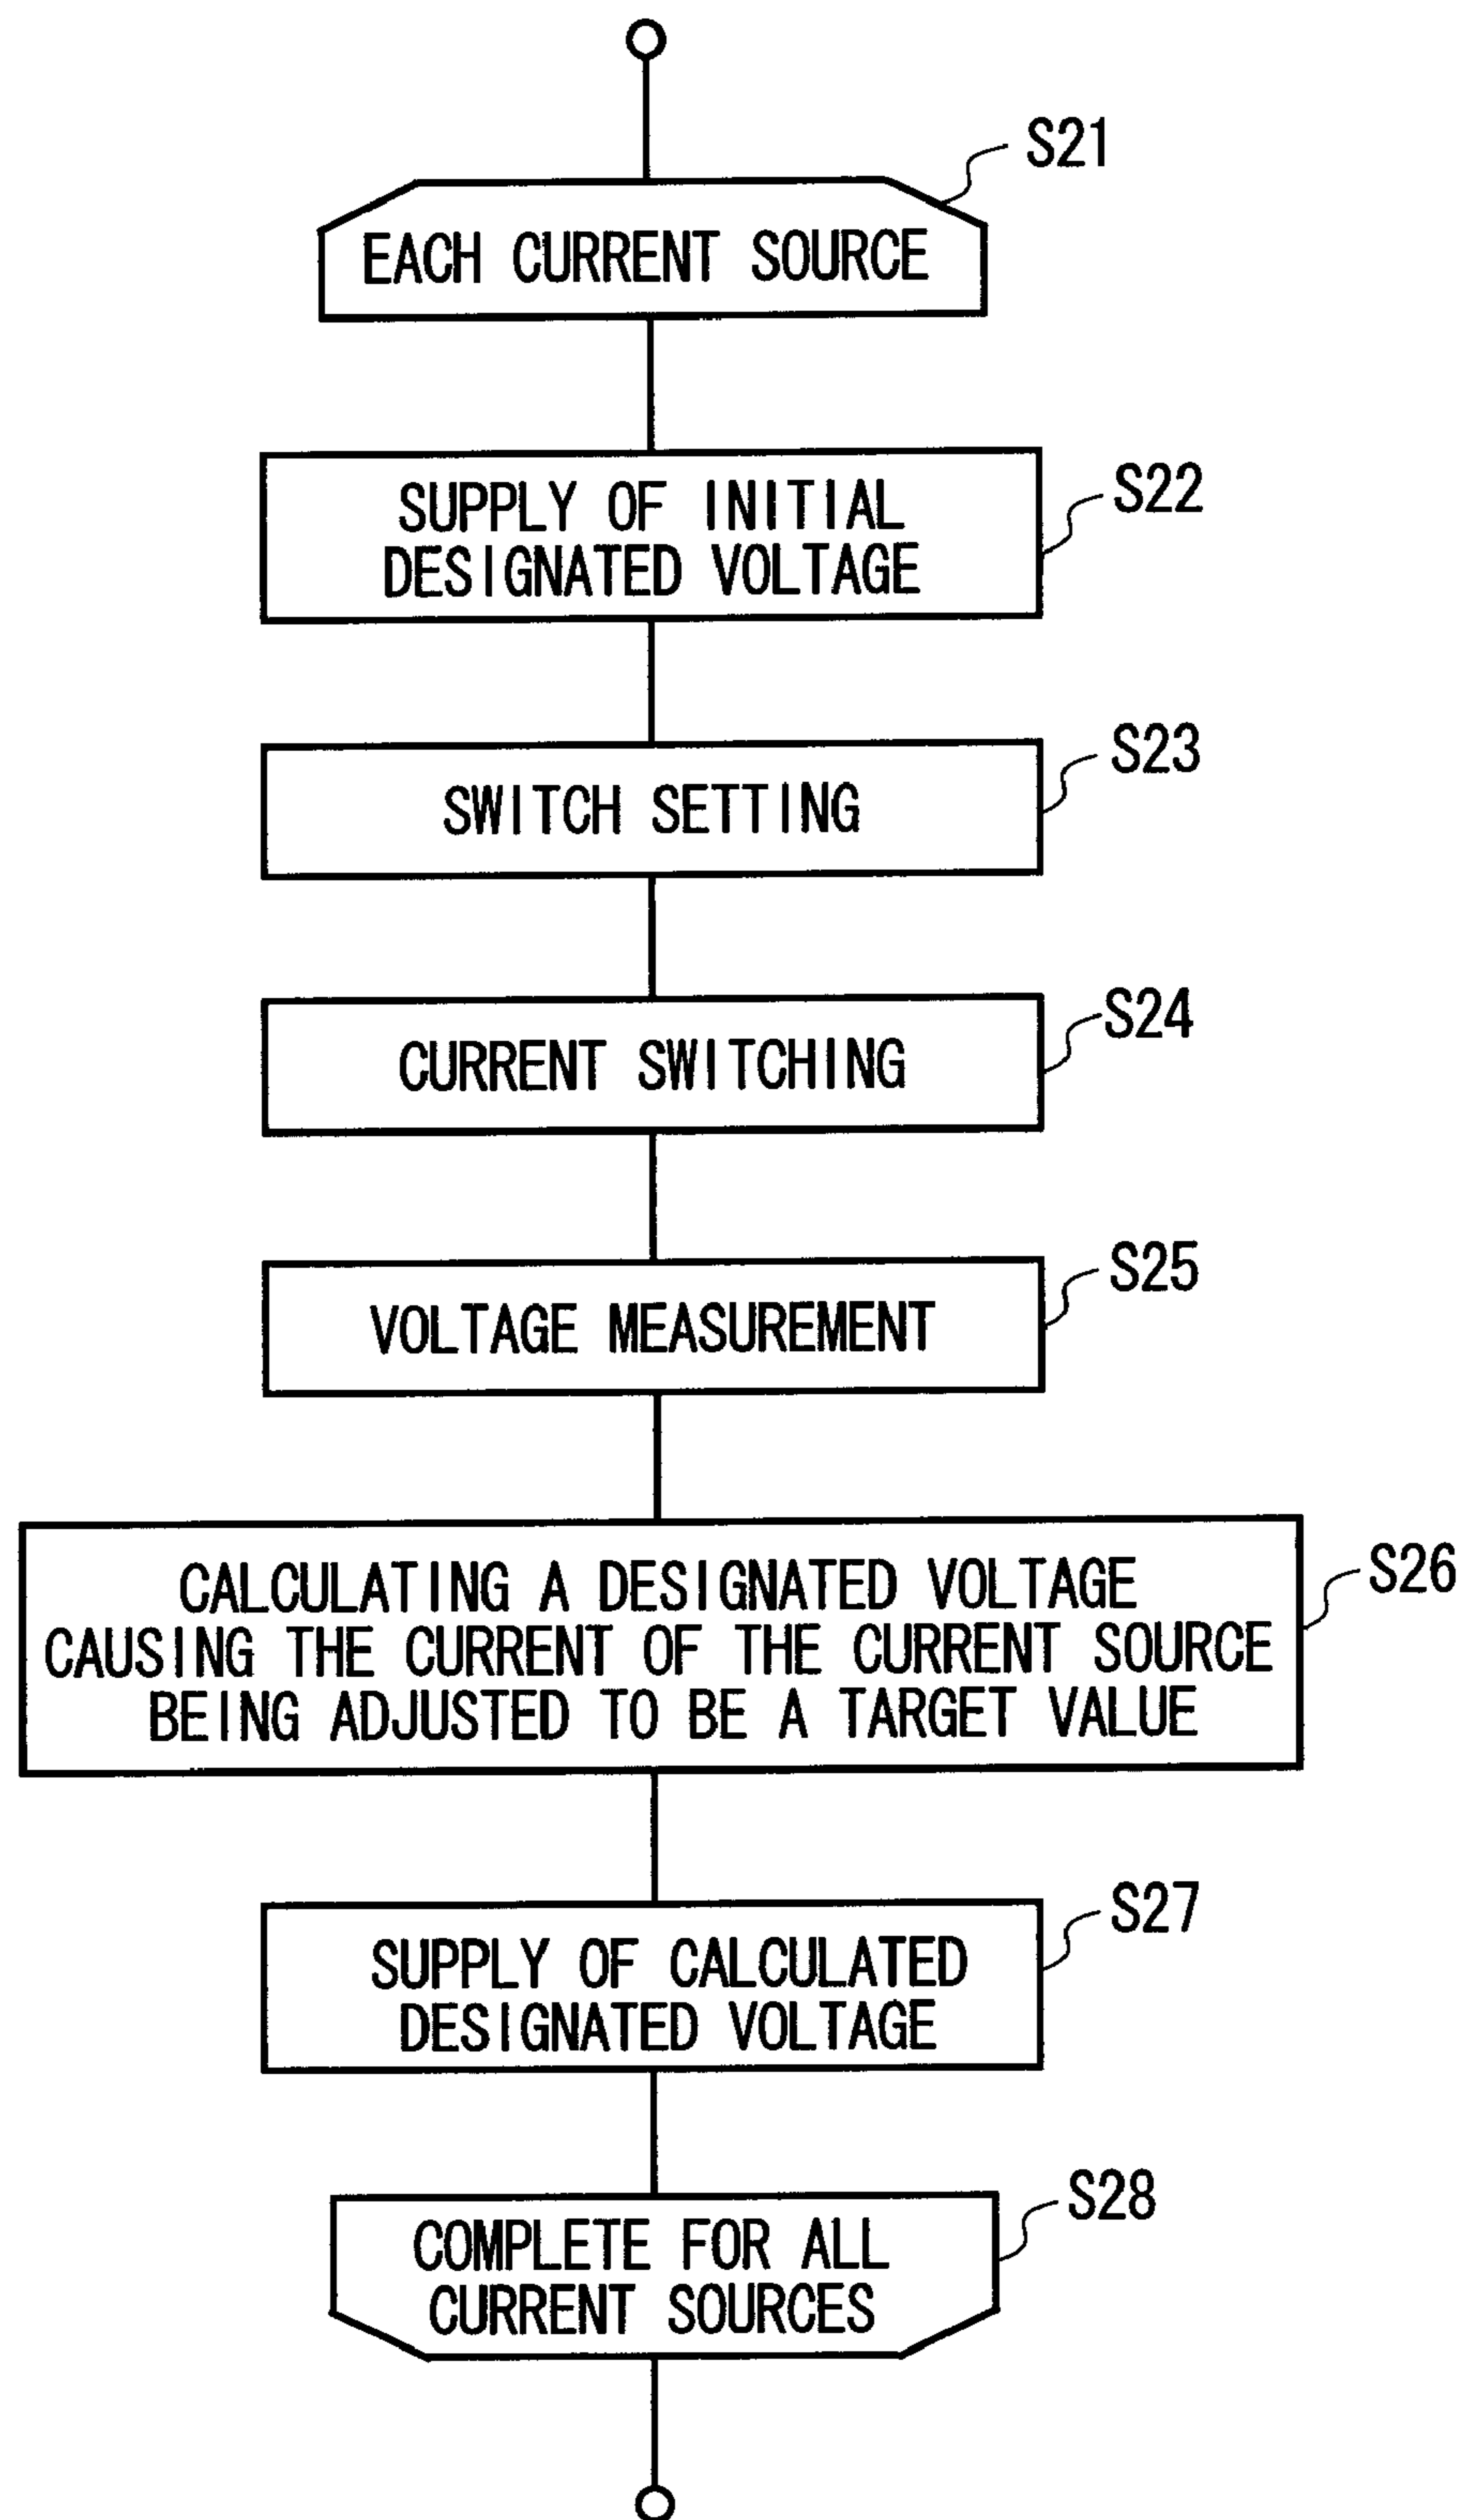 S21
EACH CURRENT SOURCE
S22
SUPPLY OF INITIAL
DESIGNATED VOLTAGE
S23
SWITCH SETTING
S24
CURRENT SWITCHING
S25
VOLTAGE MEASUREMENT
S26
CALCULATING A DESIGNATED VOLTAGE
CAUSING THE CURRENT OF THE CURRENT SOURCE
BEING ADJUSTED TO BE A TARGET VALUE
S27
SUPPLY OF CALCULATED
DESIGNATED VOLTAGE
S28
COMPLETE FOR ALL
CURRENT SOURCES